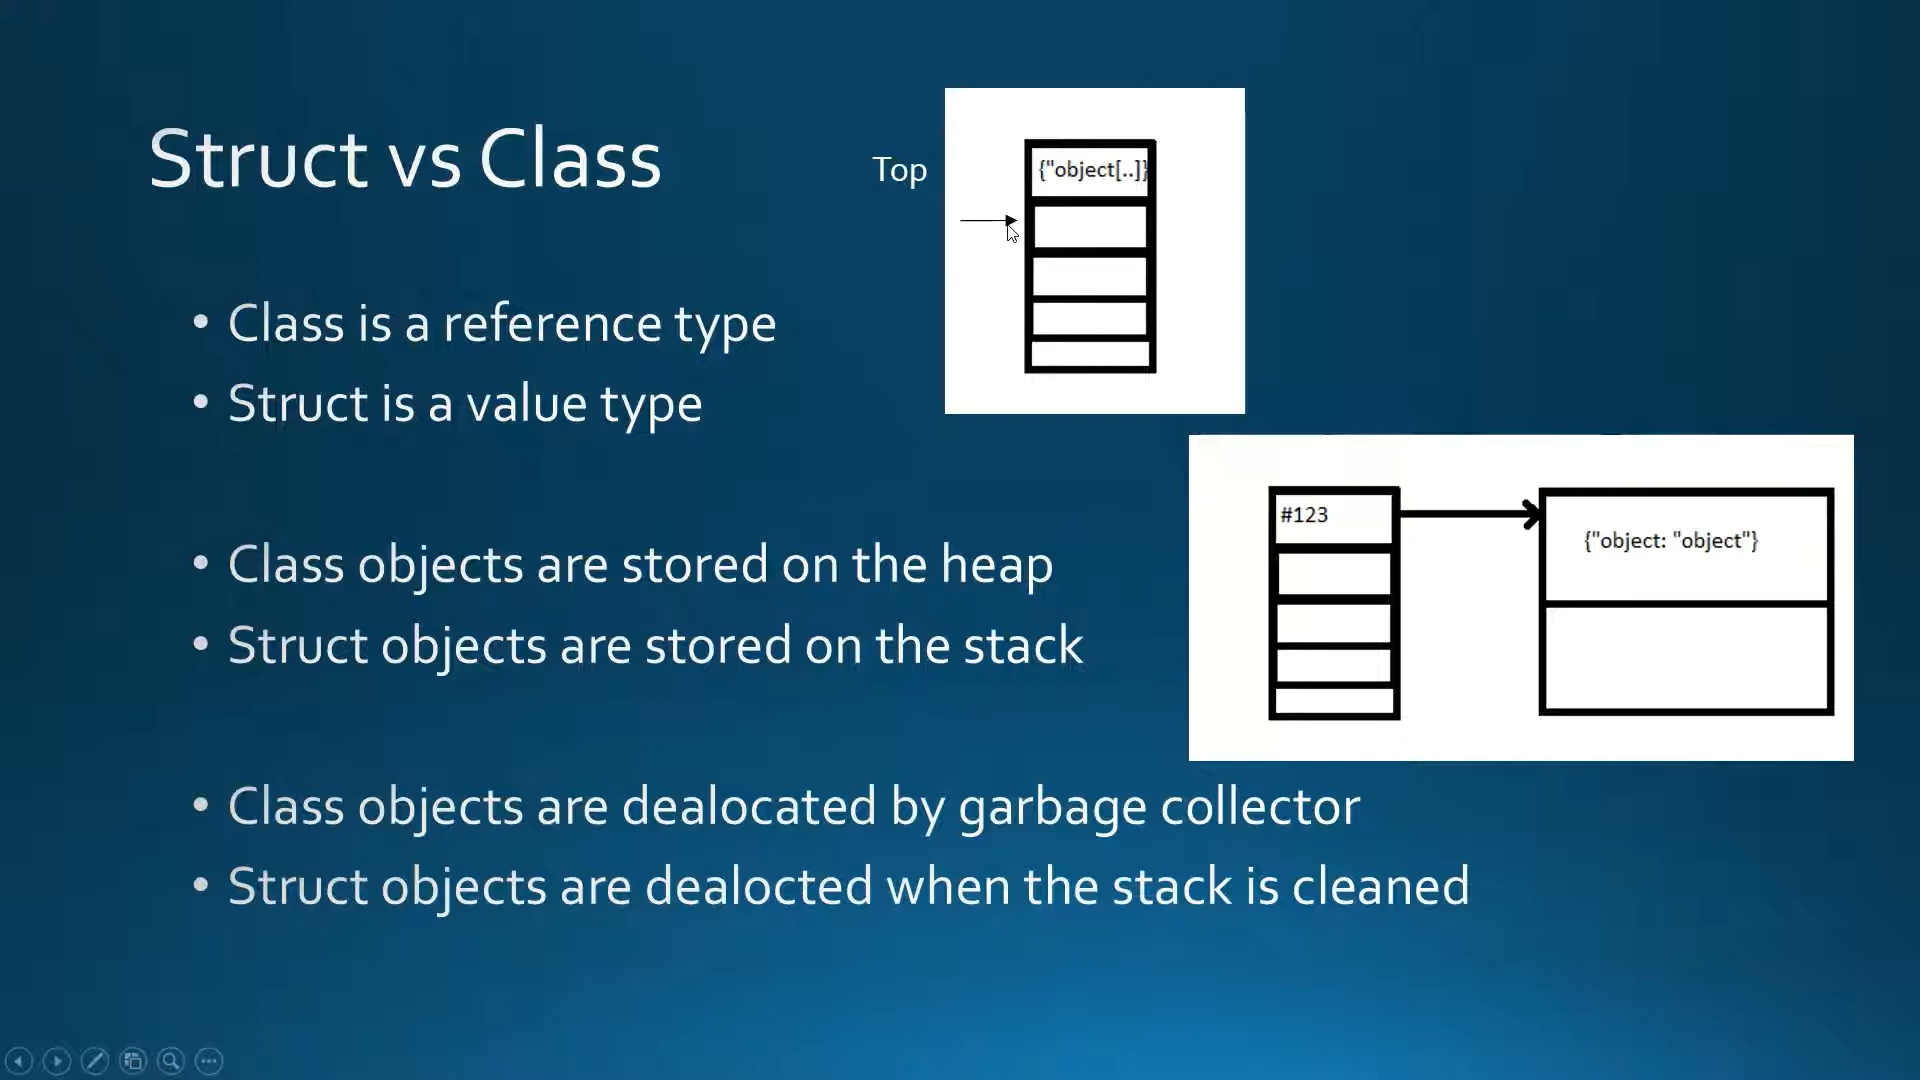 Struct vs Class
Top
{"object[..]}
• Class is a reference type
• Struct is a value type
#123
{"object: "object"}
• Class objects are stored on the heap
• Struct objects are stored on the stack
• Class objects are dealocated by garbage collector
• Struct objects are dealocted when the stack is cleaned